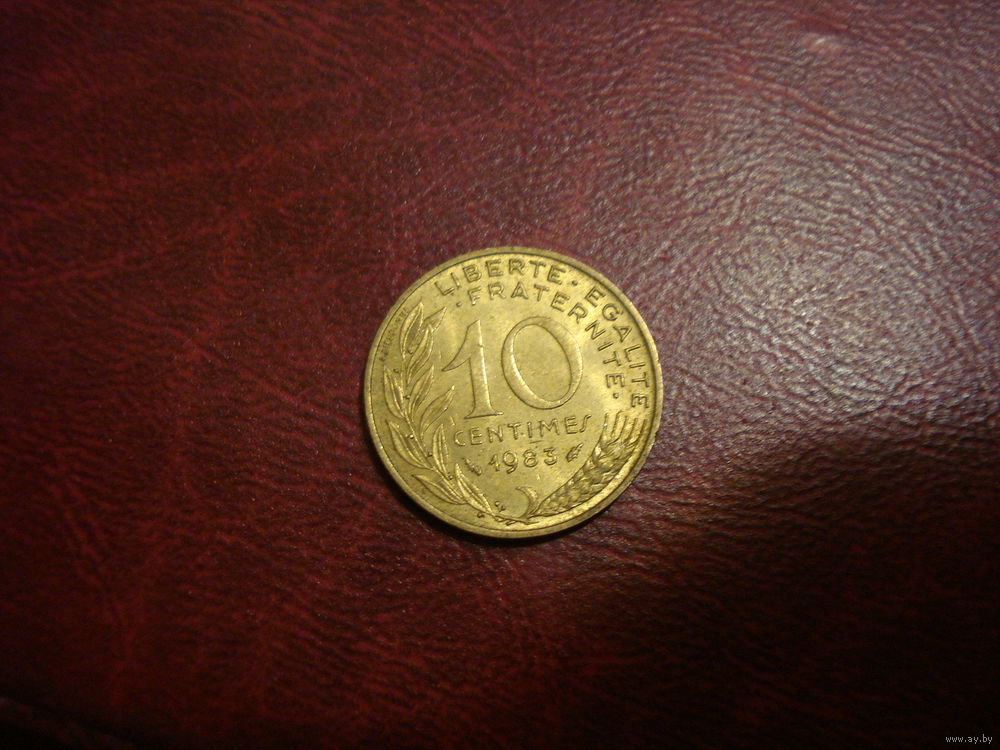 LIBERTE · EGALITE
· FRATERNITE ·
10
CENTIMES
1983
www.ay.by